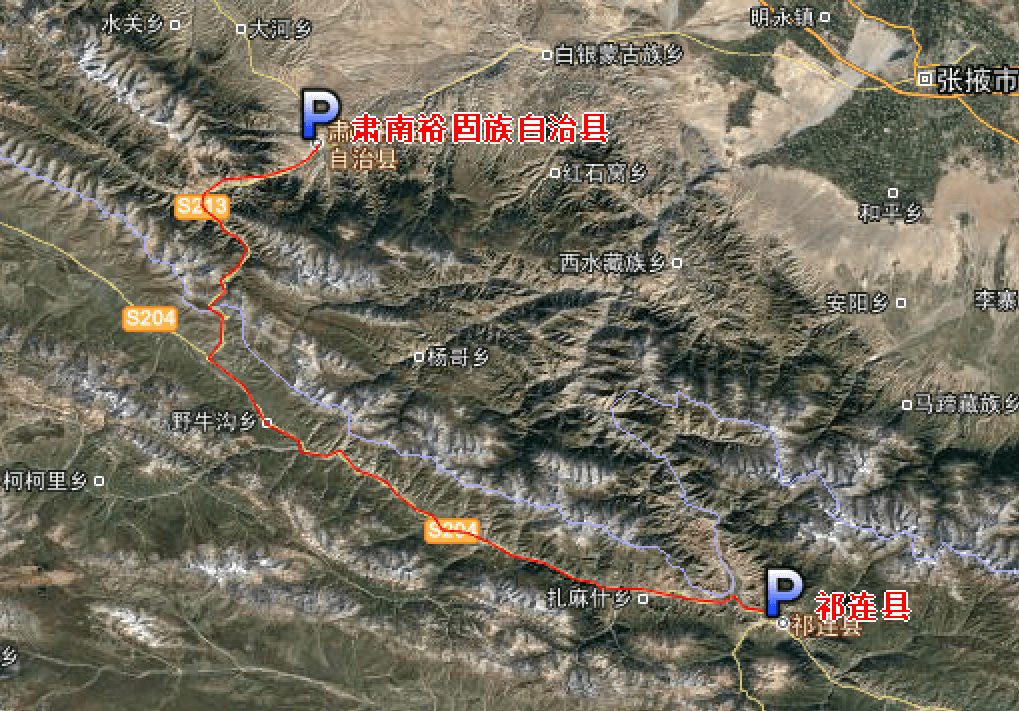 明永镇
水关乡
大河乡
白银蒙古族乡
张掖市
肃南裕固族自治县
肃
自治县
红石窝乡
S213
和平乡
西水藏族乡
安阳乡
李寨
S204
杨哥乡
马蹄藏族乡
野牛沟乡
柯柯里乡
S204
扎麻什乡
祁连县
祁连县
乡